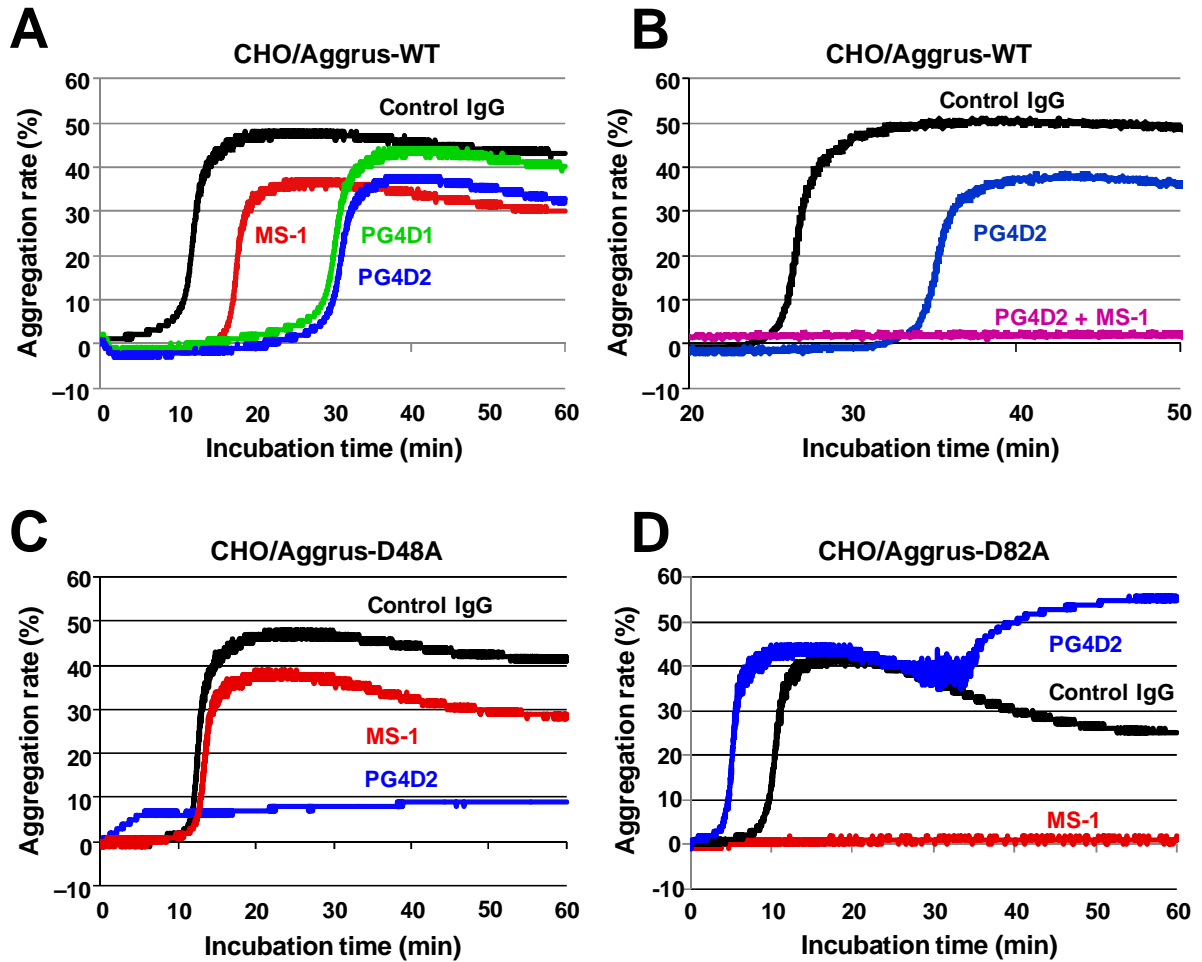 A
CHO/Aggrus-WT
Aggregation rate (%)
60
50
40
30
20
10
0
–10
Control IgG
MS-1
PG4D1
PG4D2
0 10 20 30 40 50 60
Incubation time (min)
B
CHO/Aggrus-WT
Aggregation rate (%)
60
50
40
30
20
10
0
–10
Control IgG
PG4D2
PG4D2 + MS-1
20 30 40 50
Incubation time (min)
C
CHO/Aggrus-D48A
Aggregation rate (%)
60
50
40
30
20
10
0
–10
Control IgG
MS-1
PG4D2
0 10 20 30 40 50 60
Incubation time (min)
D
CHO/Aggrus-D82A
Aggregation rate (%)
60
50
40
30
20
10
0
-10
PG4D2
Control IgG
MS-1
0 10 20 30 40 50 60
Incubation time (min)